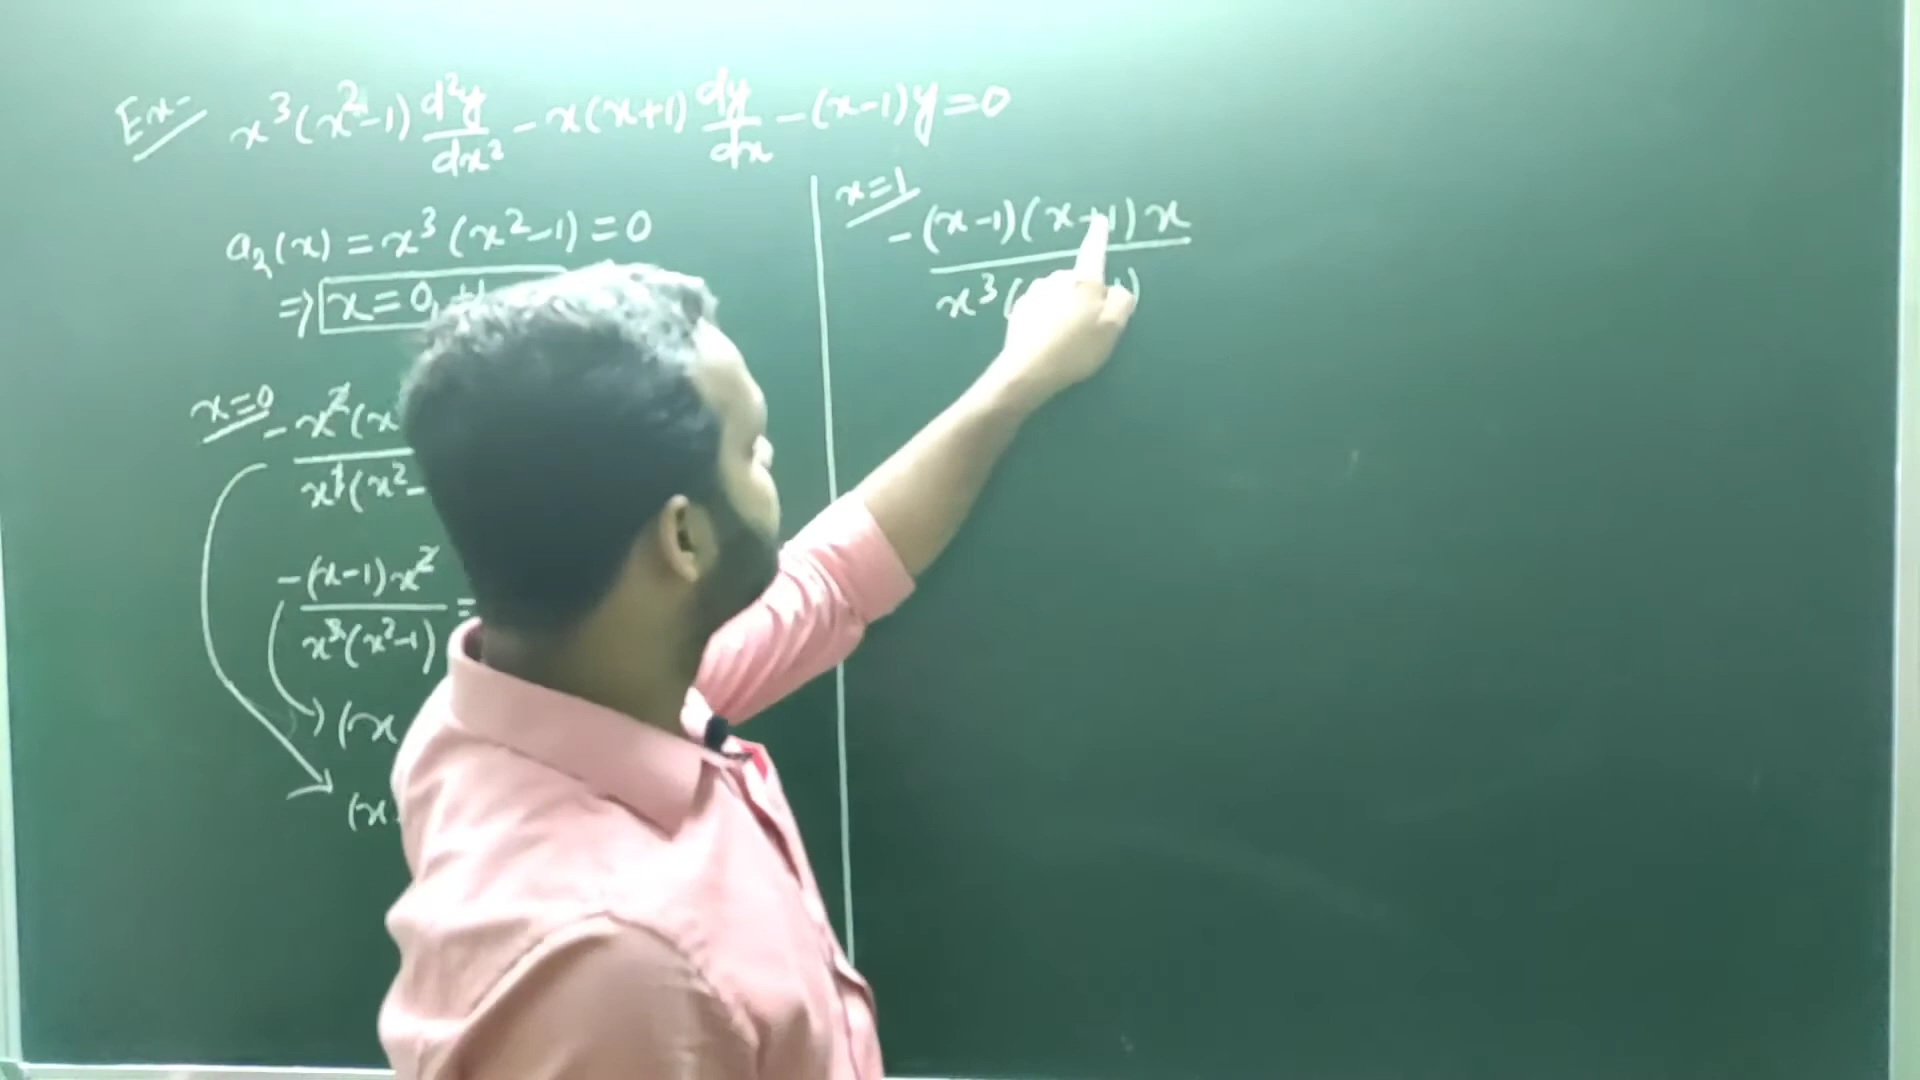 Ex- x³(x²-1) d²y/dx² - x(x+1) dy/dx - (x-1)y = 0
a₂(x) = x³(x²-1) = 0
⇒ x = 0,
x=0
- x²(x
x³(x²-
-(x-1)x²
x³(x²-1)
=
(x
(x
x=1
- (x-1)(x+1)x
x³(